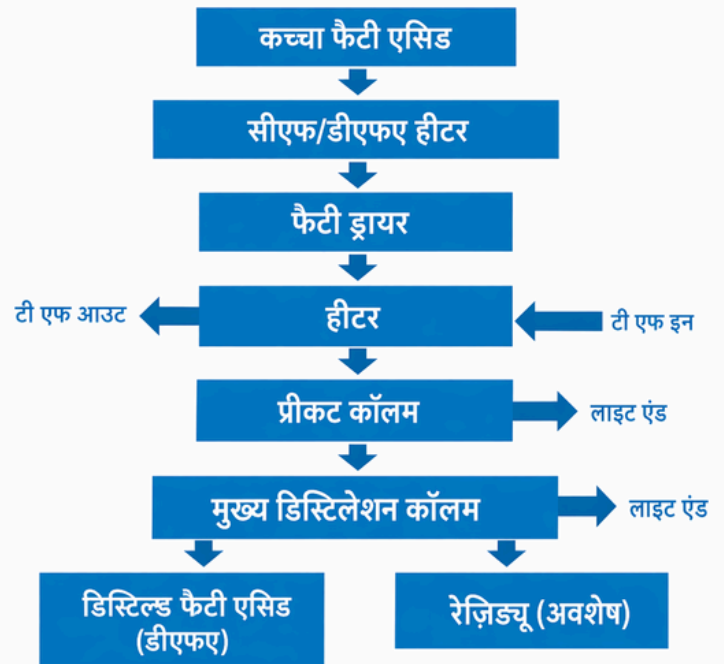 कच्चा फैटी एसिड
सीएफ/डीएफए हीटर
फैटी ड्रायर
टी एफ आउट
हीटर
टी एफ इन
प्रीकट कॉलम
लाइट एंड
मुख्य डिस्टिलेशन कॉलम
लाइट एंड
डिस्टिल्ड फैटी एसिड
(डीएफए)
रेज़िड्यू (अवशेष)